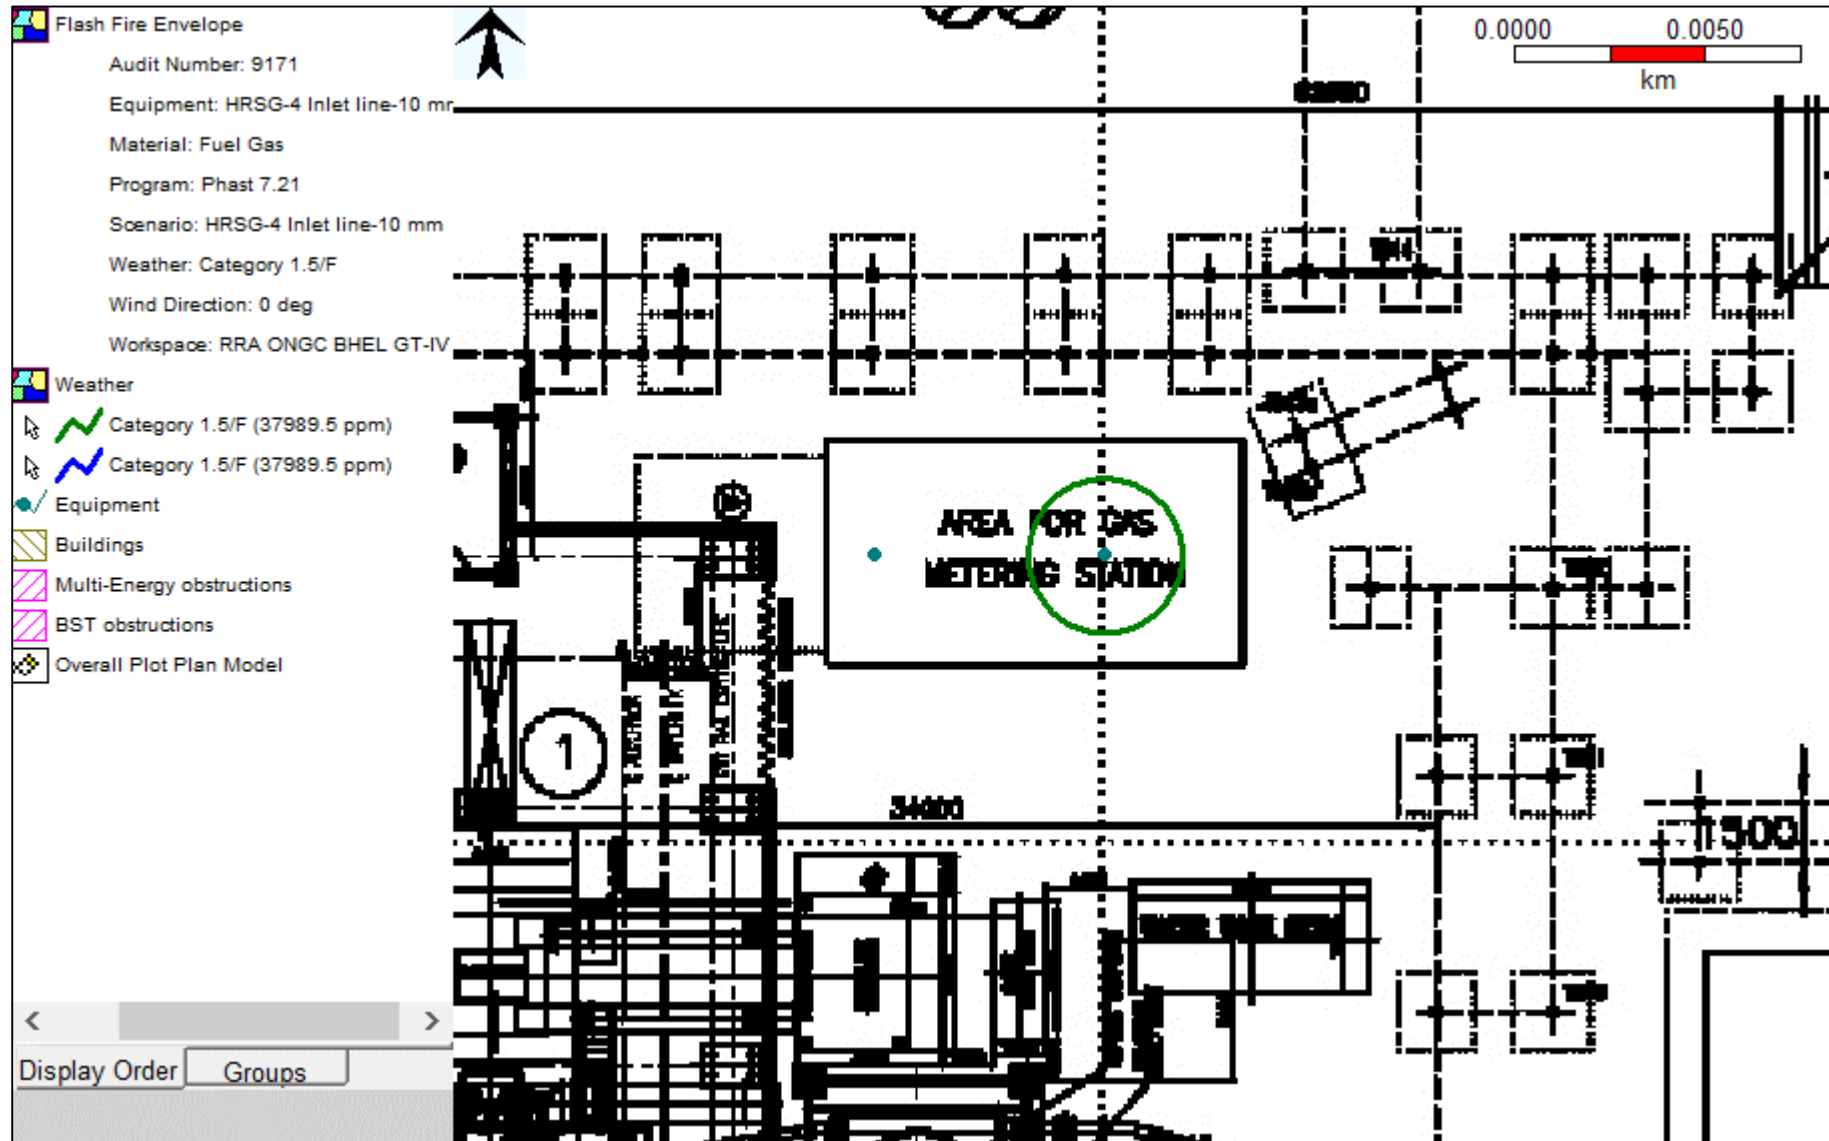 Flash Fire Envelope
Audit Number: 9171
Equipment: HRSG-4 Inlet line-10 mr
Material: Fuel Gas
Program: Phast 7.21
Scenario: HRSG-4 Inlet line-10 mm
Weather: Category 1.5/F
Wind Direction: 0 deg
Workspace: RRA ONGC BHEL GT-IV
Weather
Category 1.5/F (37989.5 ppm)
Category 1.5/F (37989.5 ppm)
Equipment
Buildings
Multi-Energy obstructions
BST obstructions
Overall Plot Plan Model
Display Order
Groups
0.0000 0.0050
km
AREA FOR GAS
METERING STATION
1
34000
1500